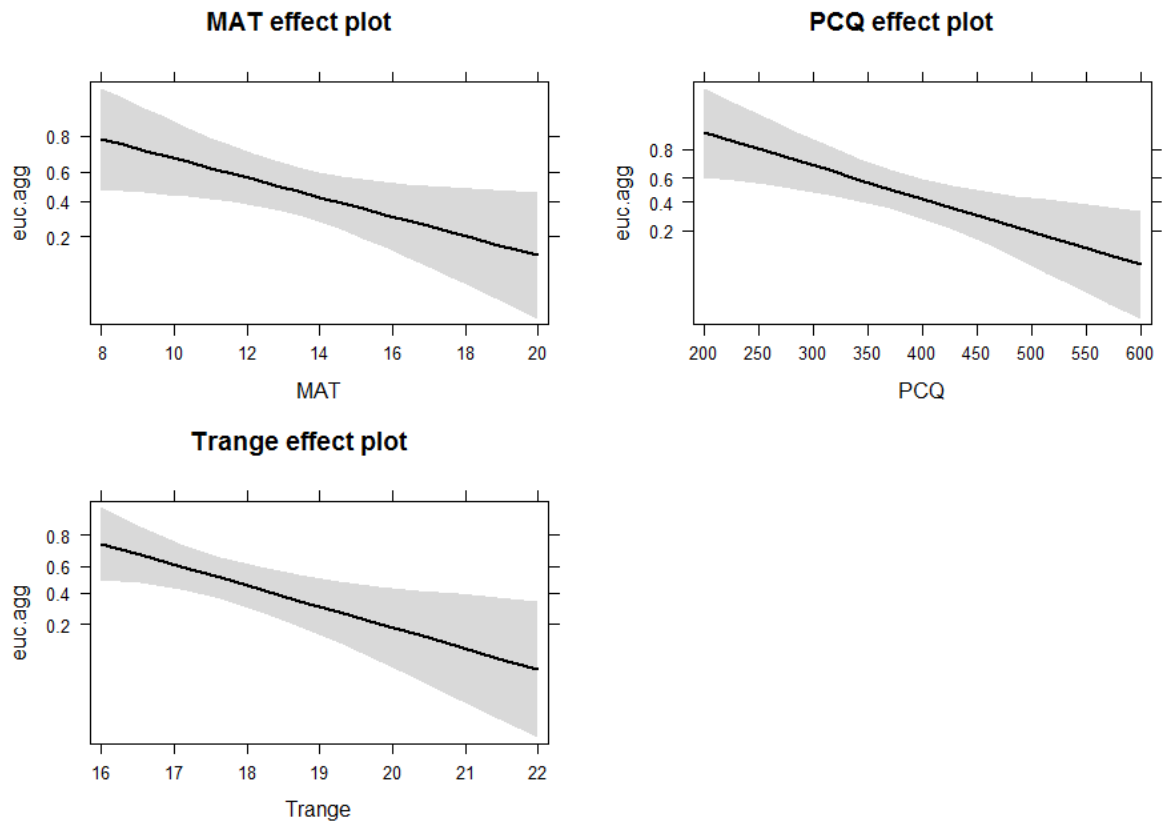 MAT effect plot
euc.agg
0.8
0.6
0.4
0.2
8 10 12 14 16 18 20
MAT
PCQ effect plot
euc.agg
0.8
0.6
0.4
0.2
200 250 300 350 400 450 500 550 600
PCQ
Trange effect plot
euc.agg
0.8
0.6
0.4
0.2
16 17 18 19 20 21 22
Trange